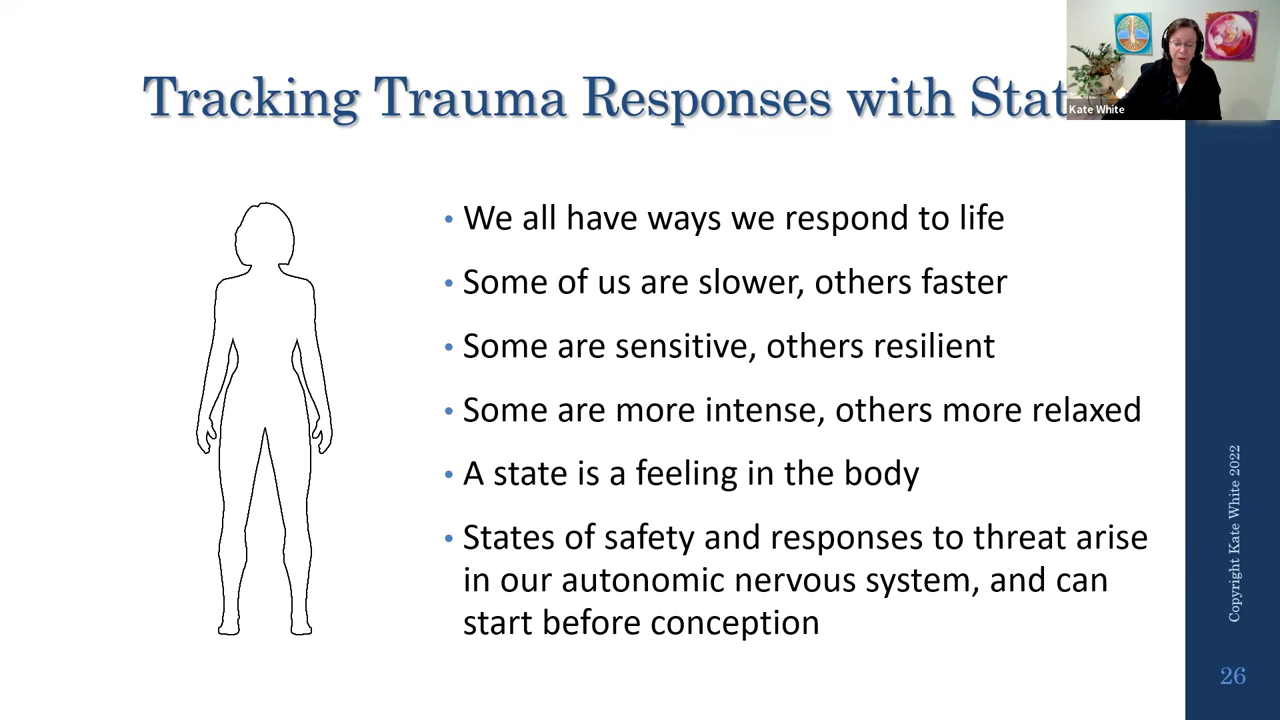 Tracking Trauma Responses with Stat
Kate White
• We all have ways we respond to life
• Some of us are slower, others faster
• Some are sensitive, others resilient
• Some are more intense, others more relaxed
• A state is a feeling in the body
• States of safety and responses to threat arise
in our autonomic nervous system, and can
start before conception
Copyright Kate White 2022
26